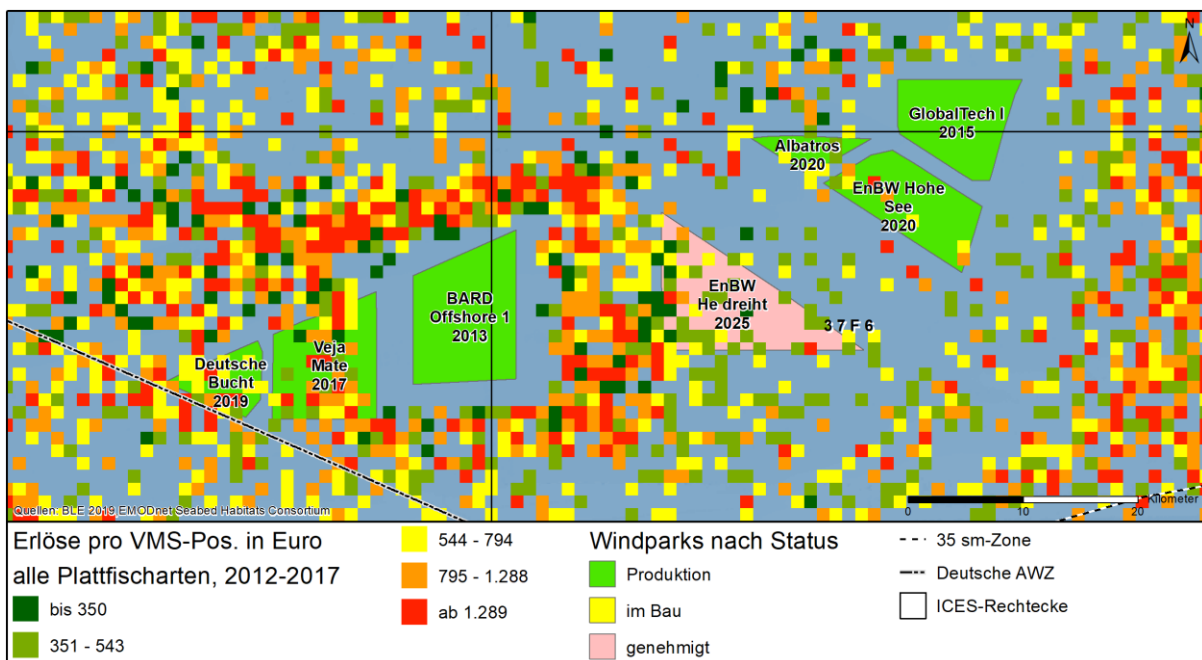 N
GlobalTech I
2015
Albatros
2020
EnBW Hohe
See
2020
EnBW
He dreiht
2025
37F6
BARD
Offshore 1
2013
Veja
Mate
2017
Deutsche
Bucht
2019
Quellen: BLE 2019 EMODnet Seabed Habitats Consortium
Kilometer
0 10 20
Erlöse pro VMS-Pos. in Euro
alle Plattfischarten, 2012-2017
bis 350
351 - 543
544 - 794
795 - 1.288
ab 1.289
Windparks nach Status
Produktion
im Bau
genehmigt
35 sm-Zone
Deutsche AWZ
ICES-Rechtecke